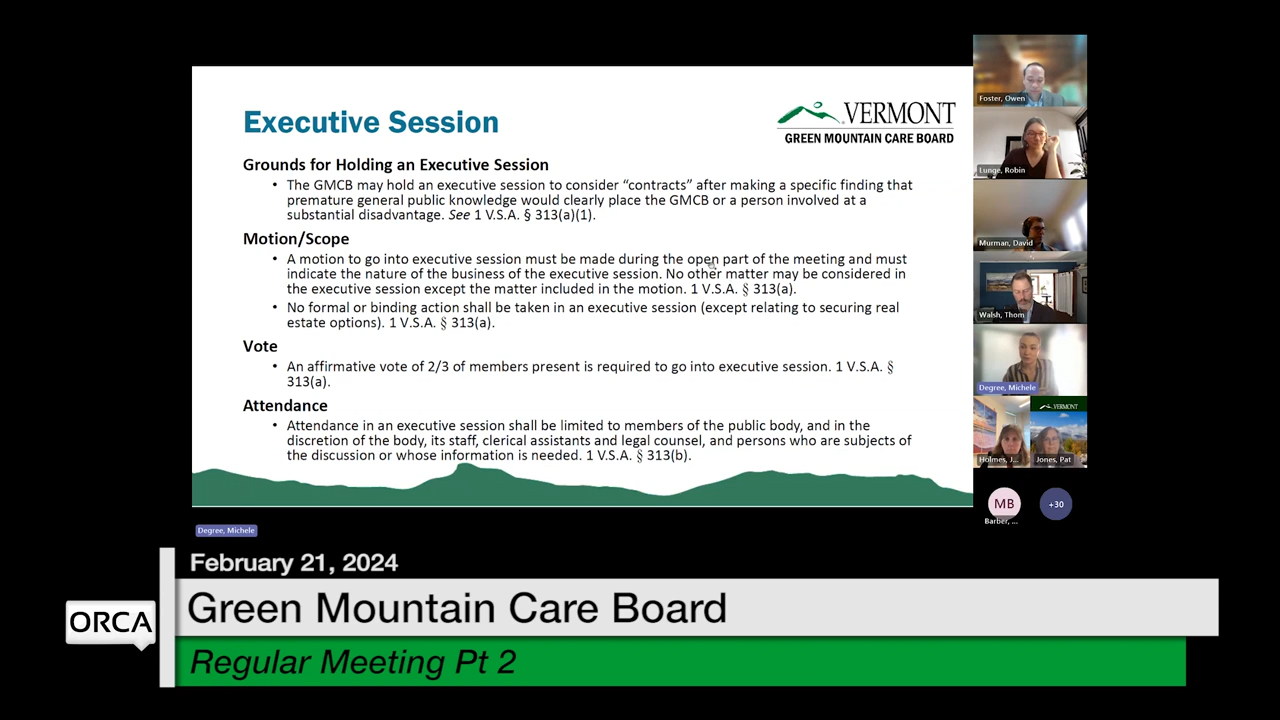 Executive Session
VERMONT
GREEN MOUNTAIN CARE BOARD
Grounds for Holding an Executive Session
• The GMCB may hold an executive session to consider “contracts” after making a specific finding that
premature general public knowledge would clearly place the GMCB or a person involved at a
substantial disadvantage. See 1 V.S.A. § 313(a)(1).
Motion/Scope
• A motion to go into executive session must be made during the open part of the meeting and must
indicate the nature of the business of the executive session. No other matter may be considered in
the executive session except the matter included in the motion. 1 V.S.A. § 313(a).
• No formal or binding action shall be taken in an executive session (except relating to securing real
estate options). 1 V.S.A. § 313(a).
Vote
• An affirmative vote of 2/3 of members present is required to go into executive session. 1 V.S.A. §
313(a).
Attendance
• Attendance in an executive session shall be limited to members of the public body, and in the
discretion of the body, its staff, clerical assistants and legal counsel, and persons who are subjects of
the discussion or whose information is needed. 1 V.S.A. § 313(b).
Foster, Owen
Lunge, Robin
Murman, David
Walsh, Thom
Degree, Michele
VERMONT
Holmes, J...
Jones, Pat
MB
+30
Barber, ...
Degree, Michele
February 21, 2024
ORCA
Green Mountain Care Board
Regular Meeting Pt 2